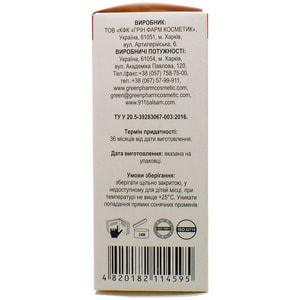 ВИРОБНИК:
ТОВ «КФК «ГРІН ФАРМ КОСМЕТИК»,
Україна, 61051, м. Харків,
вул. Артилерійська, 6.
ВИРОБНИЧІ ПОТУЖНОСТІ:
Україна, 61054, м. Харків,
вул. Академіка Павлова, 120,
Тел./факс +38 (057) 758-75-00,
тел. +38 (067) 57-99-991,
www.greenpharmcosmetic.com,
green@greenpharmcosmetic.com,
www.911balsam.com
ТУ У 20.5-39283067-003:2016.
Термін придатності:
36 місяців від дати виготовлення.
Дата виготовлення: вказана на
упаковці.
Умови зберігання:
зберігати щільно закритою, у
недоступному для дітей місці, при
температурі не вище +25°С. Уникати
попадання прямих сонячних променів.
4 820182 114595